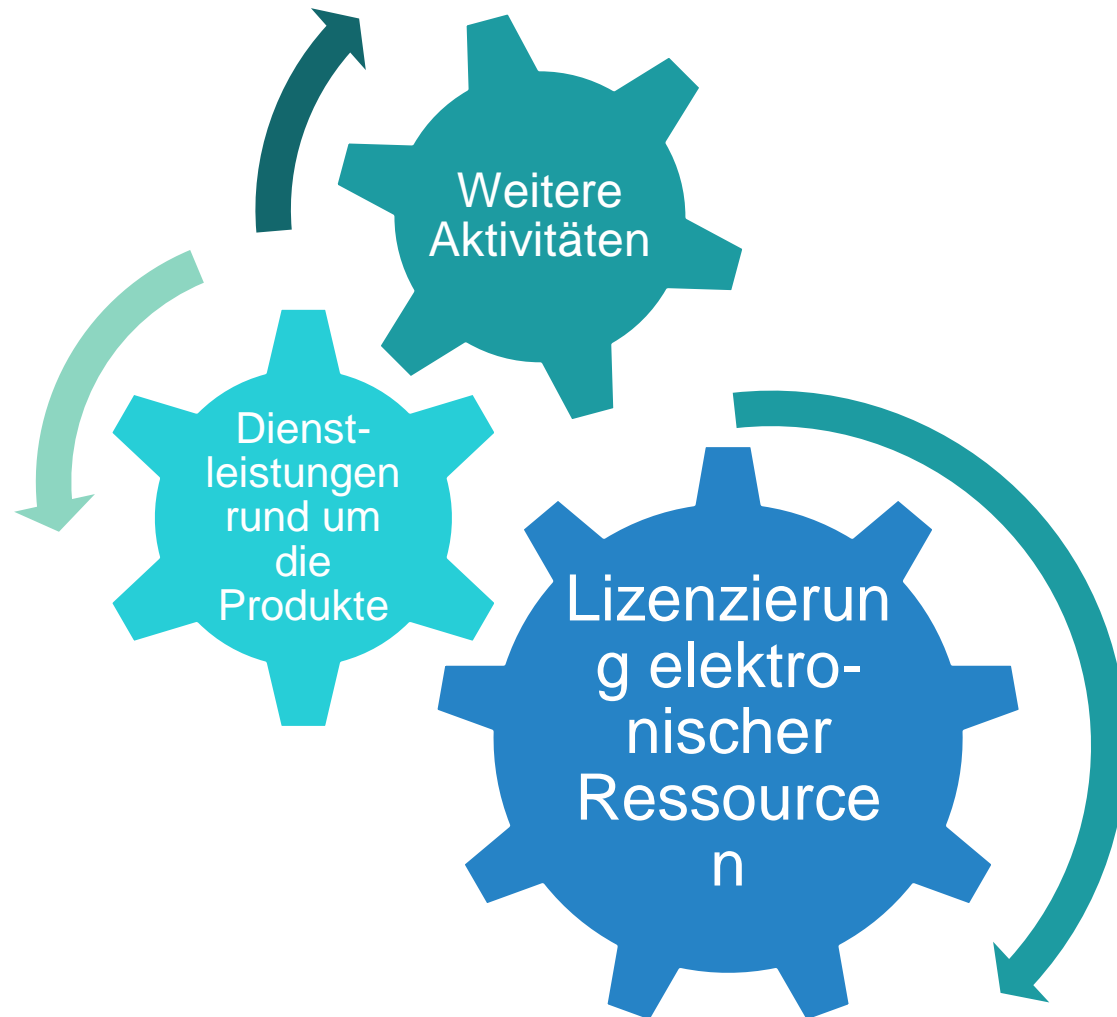 Weitere
Aktivitäten
Dienst-
leistungen
rund um
die
Produkte
Lizenzierun
g elektro-
nischer
Ressource
n